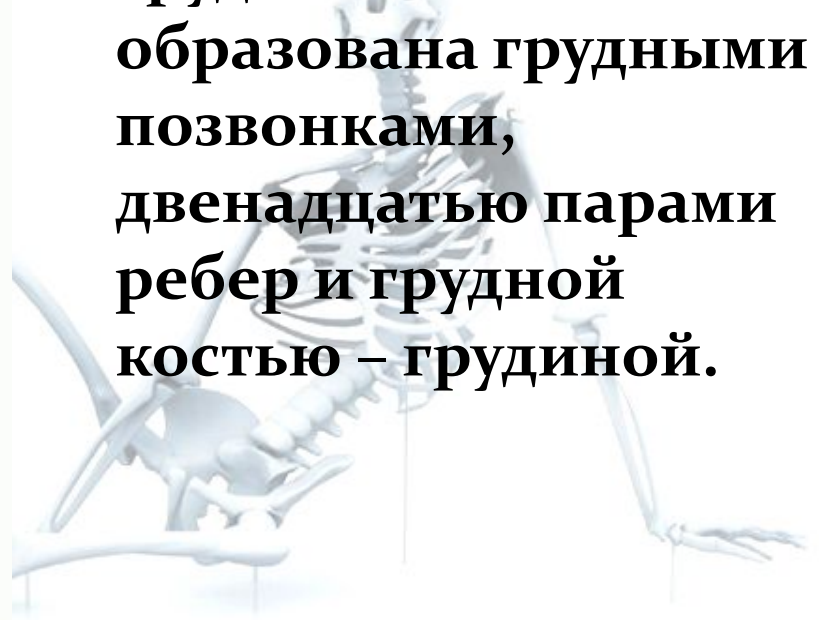 образована грудными
позвонками,
двенадцатью парами
ребер и грудной
костью – грудиной.